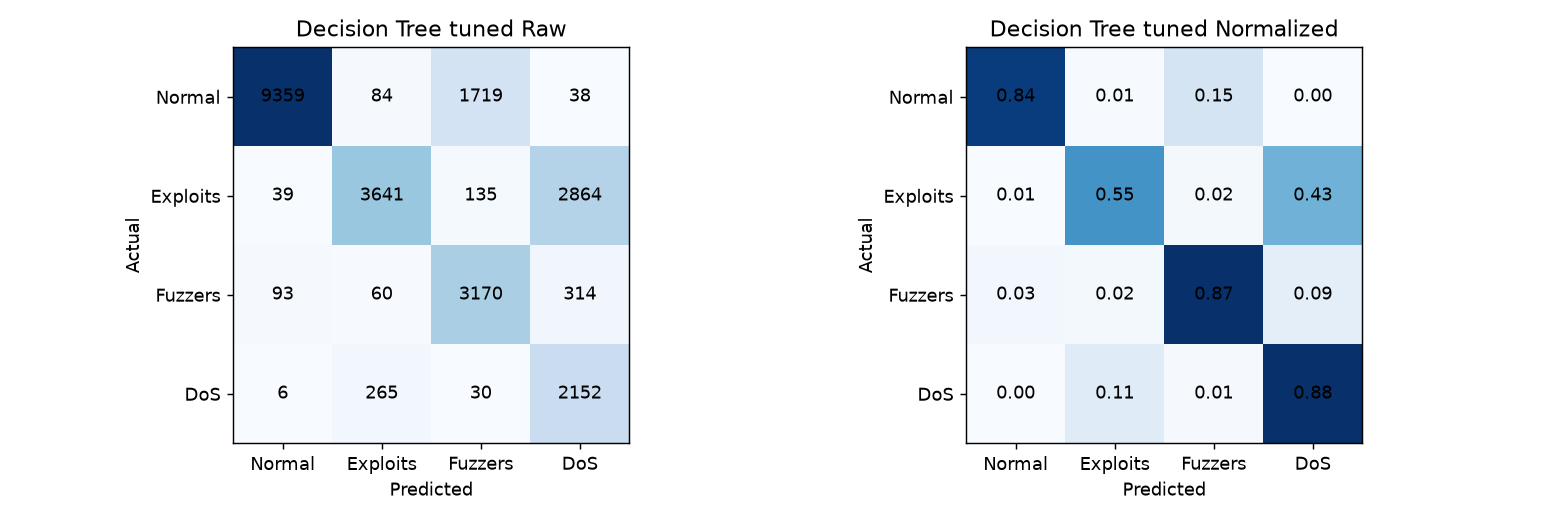 Decision Tree tuned Raw
Normal 9359 84 1719 38
Exploits 39 3641 135 2864
Fuzzers 93 60 3170 314
DoS 6 265 30 2152
Normal Exploits Fuzzers DoS
Predicted
Actual
Decision Tree tuned Normalized
Normal 0.84 0.01 0.15 0.00
Exploits 0.01 0.55 0.02 0.43
Fuzzers 0.03 0.02 0.87 0.09
DoS 0.00 0.11 0.01 0.88
Normal Exploits Fuzzers DoS
Predicted
Actual